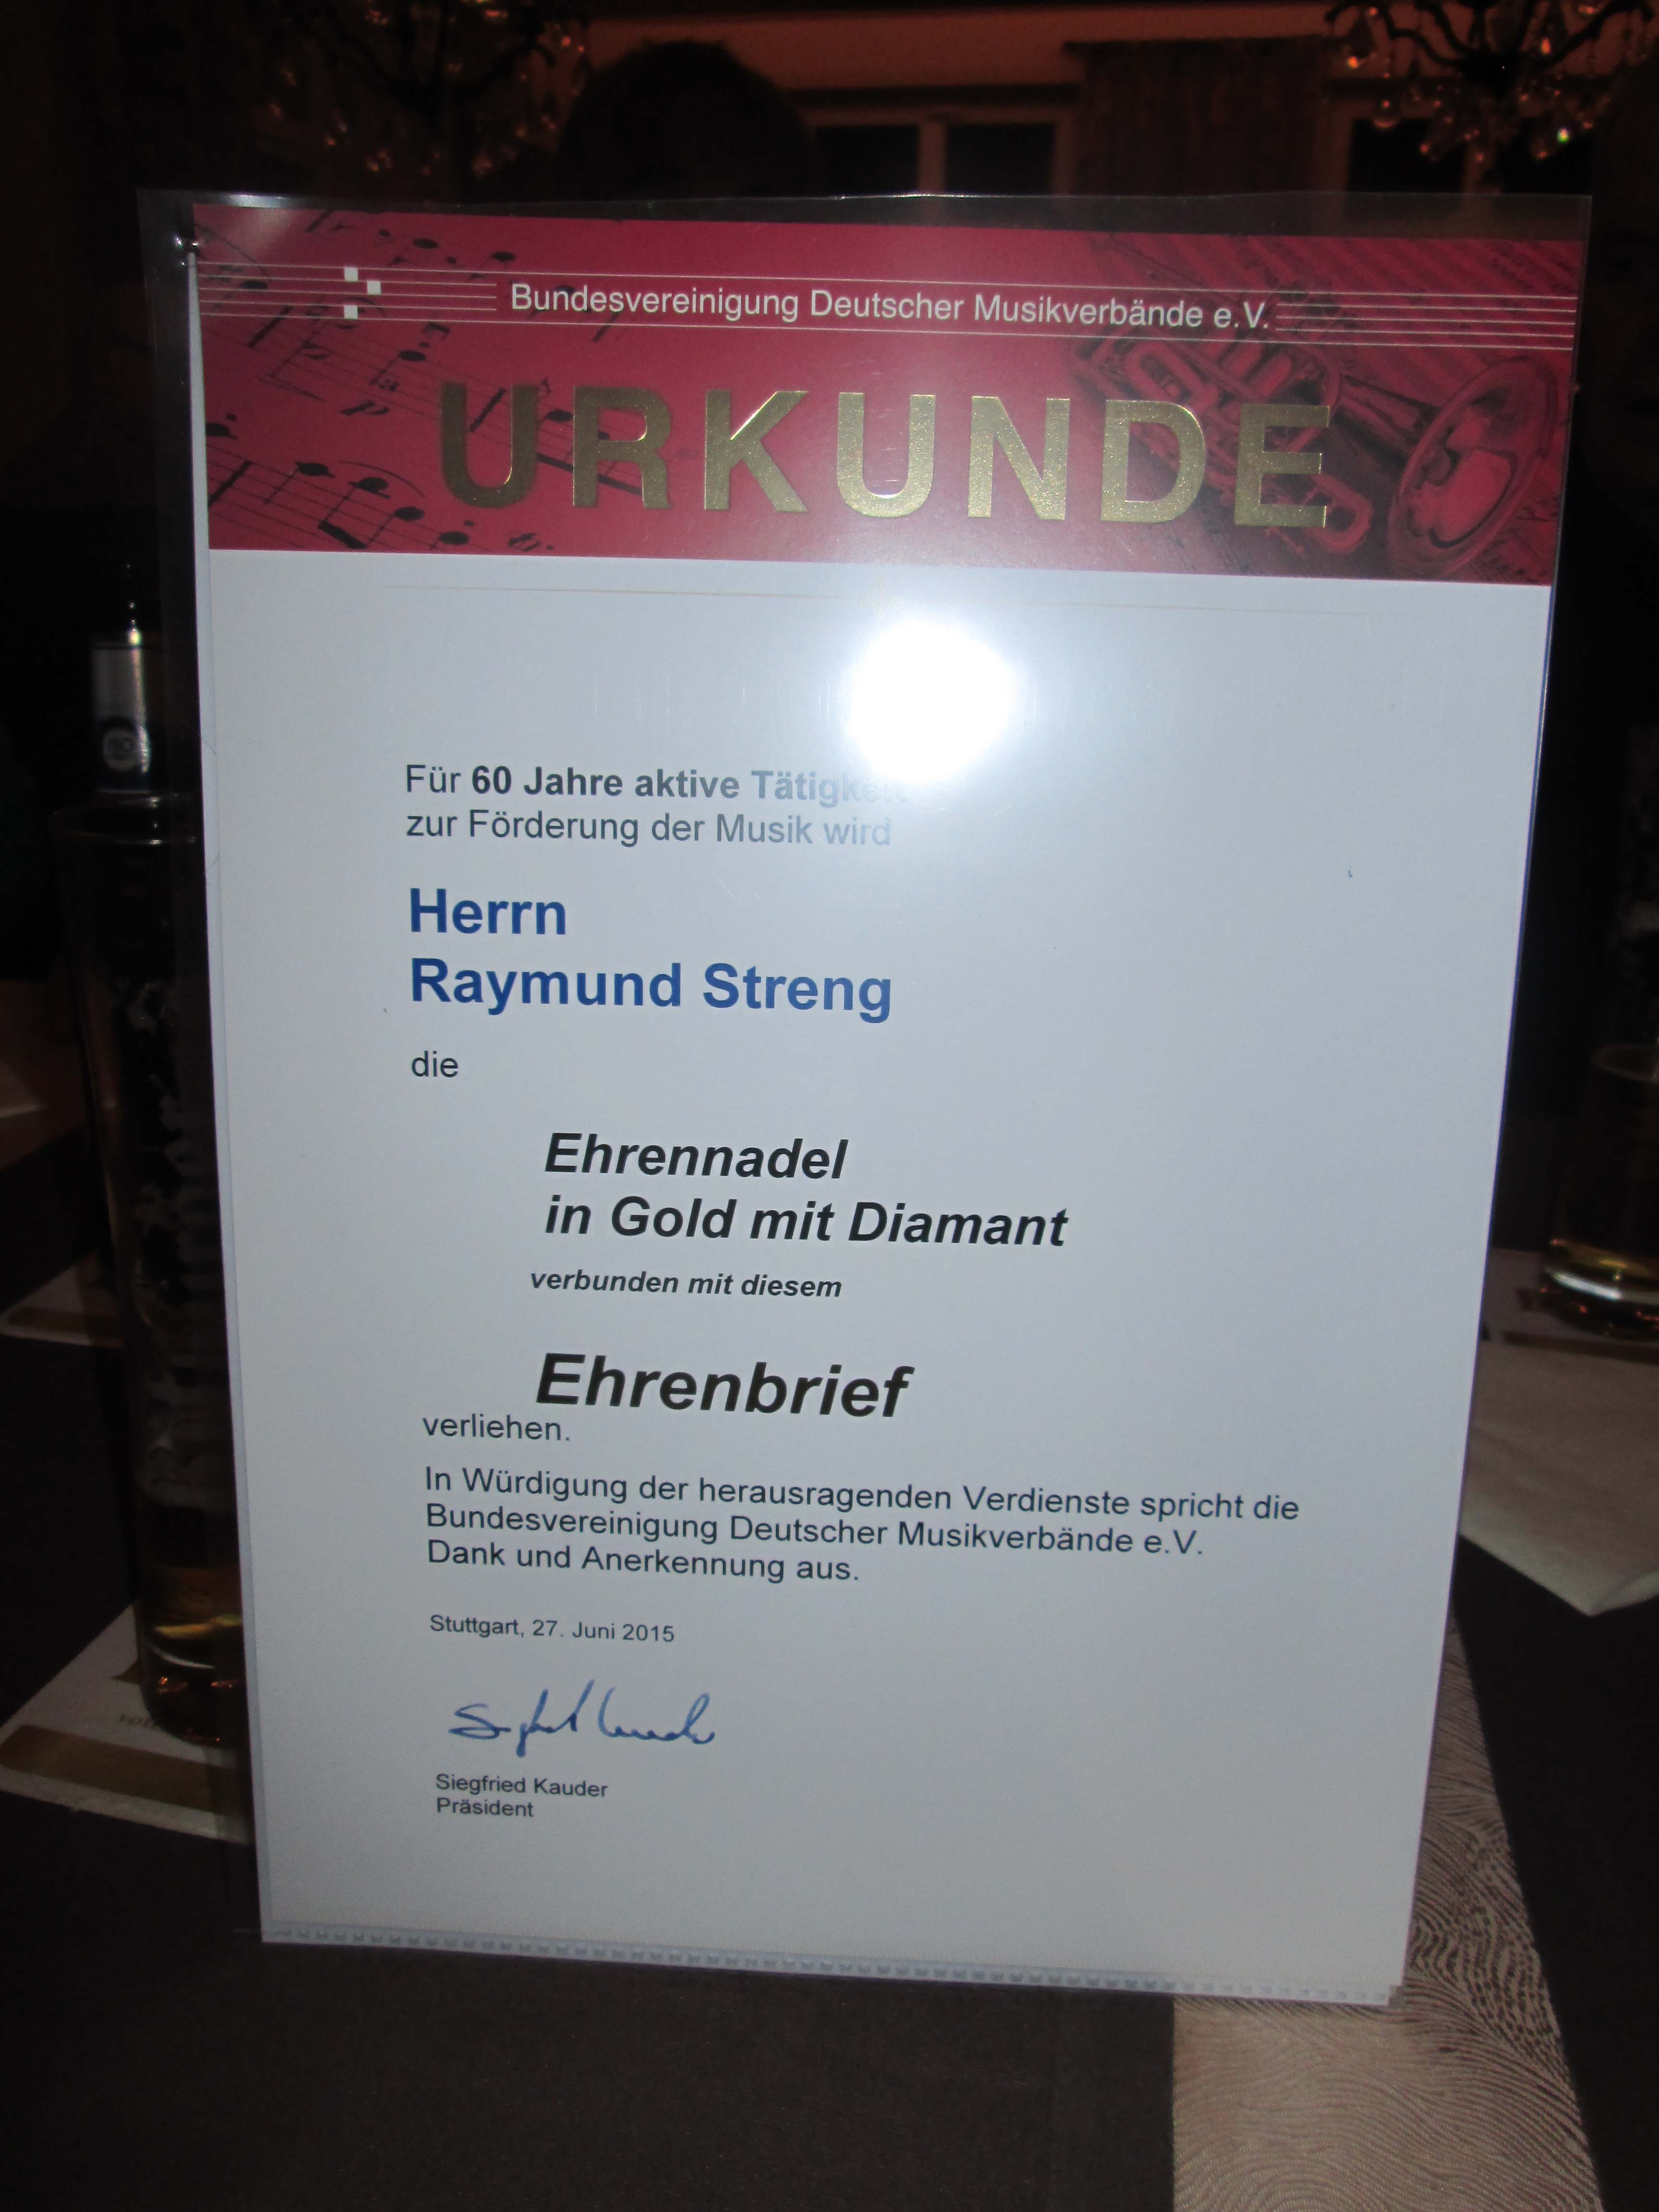 Bundesvereinigung Deutscher Musikverbände e.V.
URKUNDE
Für 60 Jahre aktive Tätigkeit
zur Förderung der Musik wird
Herrn
Raymund Streng
die
Ehrennadel
in Gold mit Diamant
verbunden mit diesem
Ehrenbrief
verliehen.
In Würdigung der herausragenden Verdienste spricht die
Bundesvereinigung Deutscher Musikverbände e.V.
Dank und Anerkennung aus.
Stuttgart, 27. Juni 2015
Siegfried Kauder
Präsident